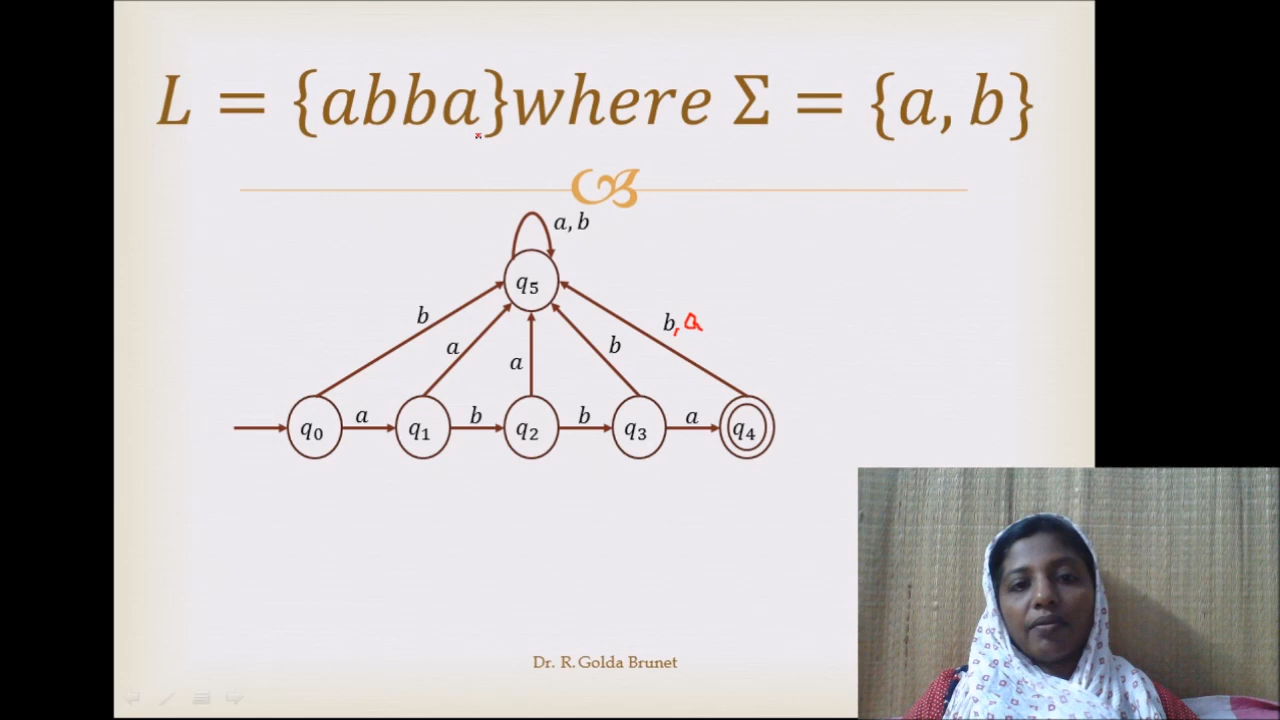 L = {abba}where Σ = {a, b}
a, b
q₅
b
a
a
b
b, a
q₀
a
q₁
b
q₂
b
q₃
a
q₄
Dr. R. Golda Brunet